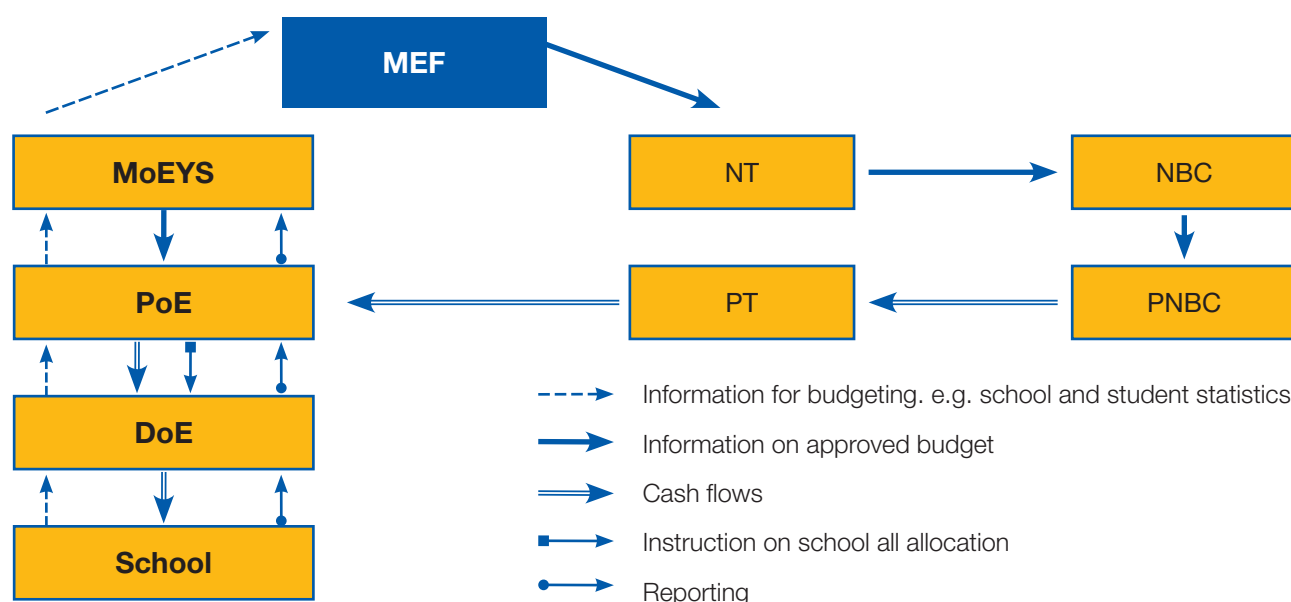 MEF
MoEYS
NT
NBC
PoE
PT
PNBC
DoE
School
Information for budgeting. e.g. school and student statistics
Information on approved budget
Cash flows
Instruction on school all allocation
Reporting